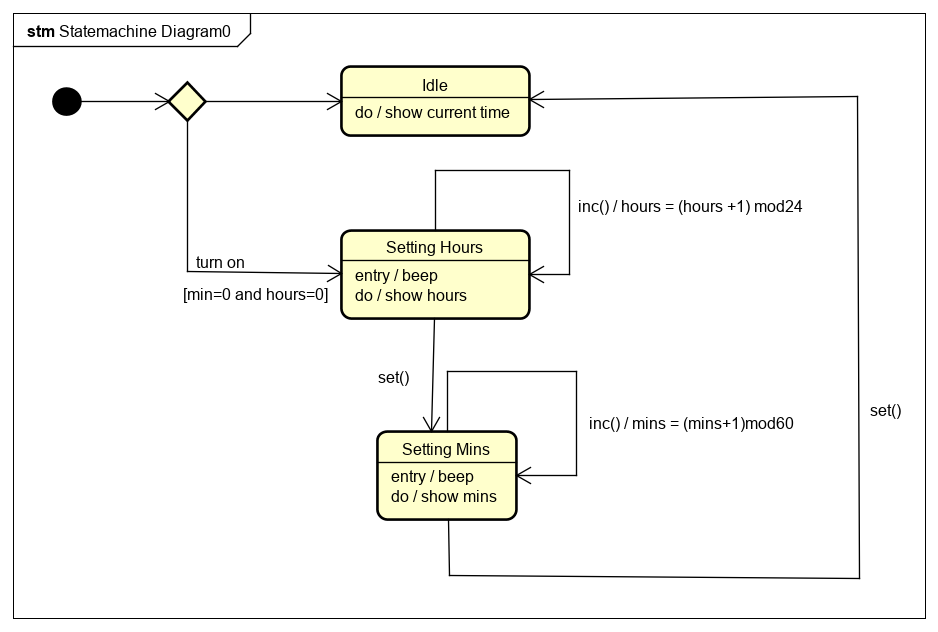 stm Statemachine Diagram0
Idle
do / show current time
inc() / hours = (hours +1) mod24
Setting Hours
turn on
entry / beep
[min=0 and hours=0]
do / show hours
set()
set()
inc() / mins = (mins+1)mod60
Setting Mins
entry / beep
do / show mins